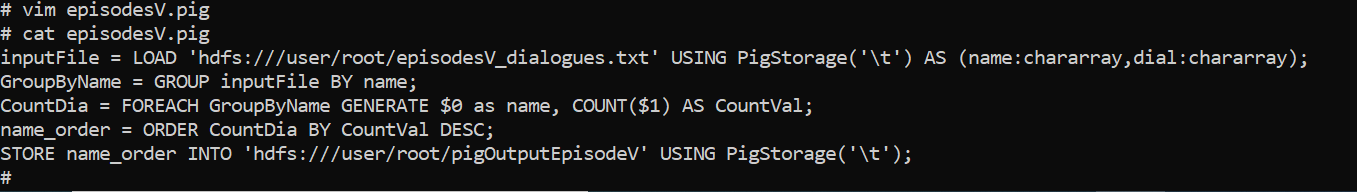 # vim episodesV.pig
# cat episodesV.pig
inputFile = LOAD 'hdfs:///user/root/episodesV_dialogues.txt' USING PigStorage('\t') AS (name:chararray,dial:chararray);
GroupByName = GROUP inputFile BY name;
CountDia = FOREACH GroupByName GENERATE $0 as name, COUNT($1) AS CountVal;
name_order = ORDER CountDia BY CountVal DESC;
STORE name_order INTO 'hdfs:///user/root/pigOutputEpisodeV' USING PigStorage('\t');
#